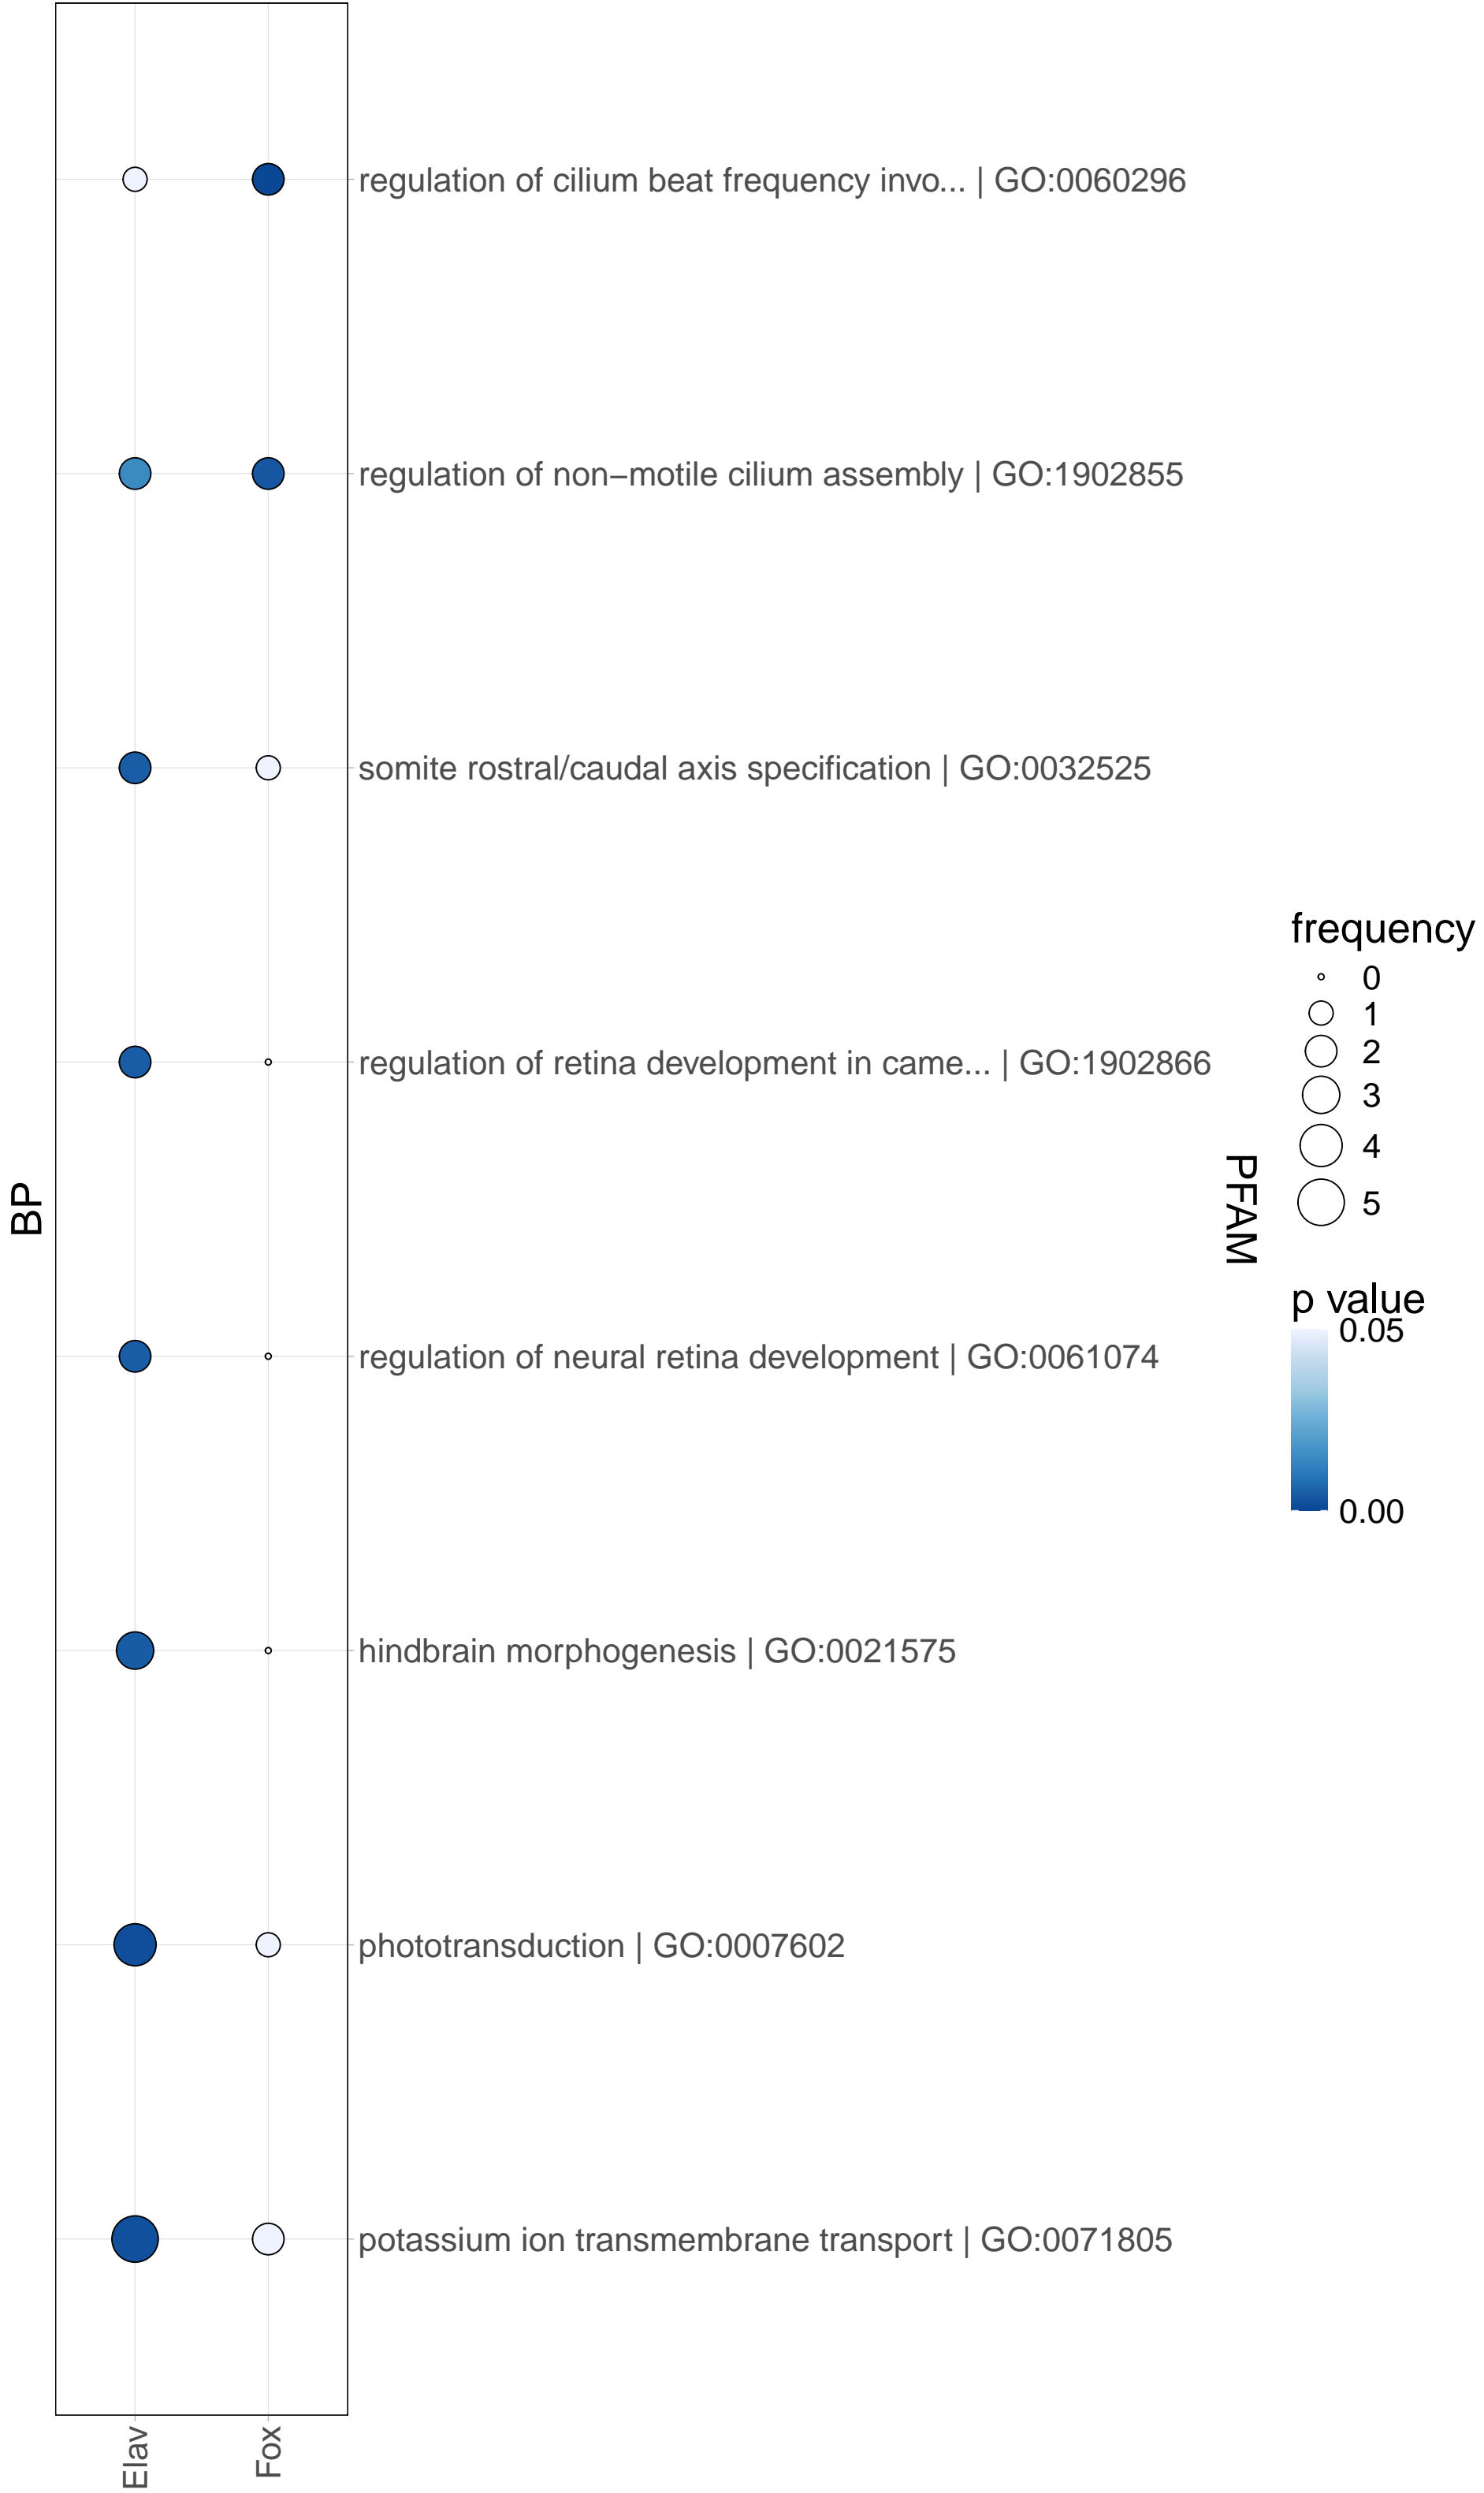 BP
regulation of cilium beat frequency invo... | GO:0060296
regulation of non−motile cilium assembly | GO:1902855
somite rostral/caudal axis specification | GO:0032525
regulation of retina development in came... | GO:1902866
regulation of neural retina development | GO:0061074
hindbrain morphogenesis | GO:0021575
phototransduction | GO:0007602
potassium ion transmembrane transport | GO:0071805
Elav
Fox
PFAM
frequency
0
1
2
3
4
5
p value
0.05
0.00